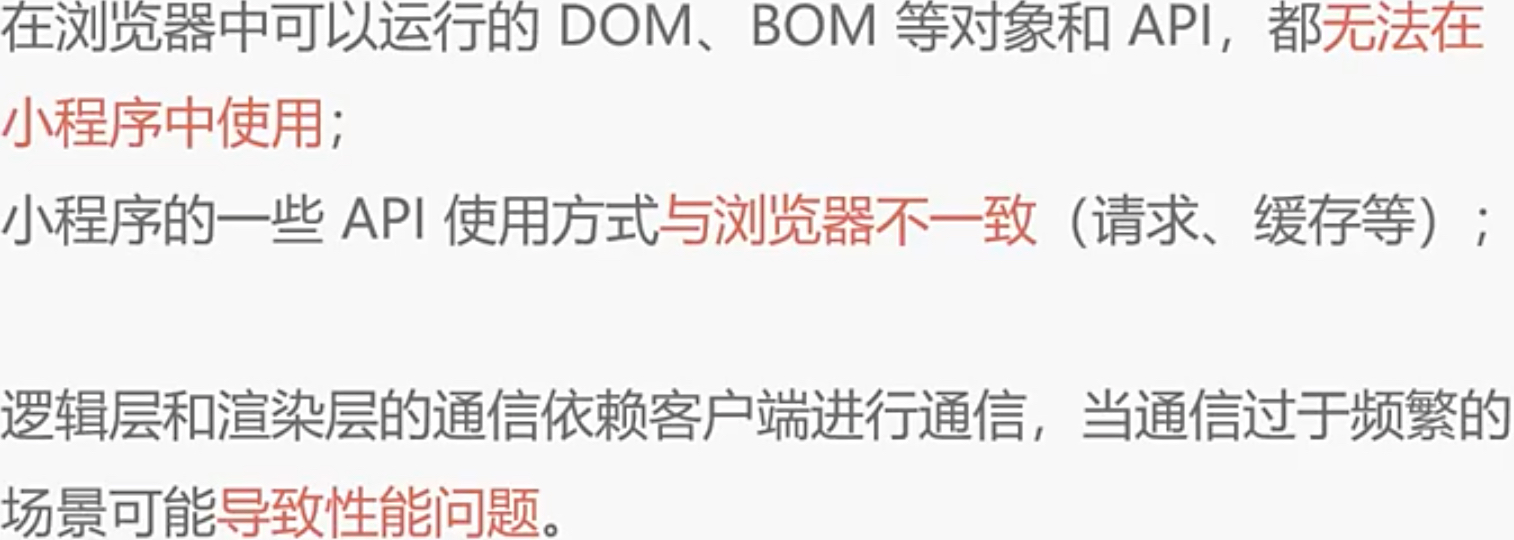 在浏览器中可以运行的 DOM、BOM 等对象和 API，都无法在
小程序中使用；
小程序的一些 API 使用方式与浏览器不一致（请求、缓存等）；
逻辑层和渲染层的通信依赖客户端进行通信，当通信过于频繁的
场景可能导致性能问题。